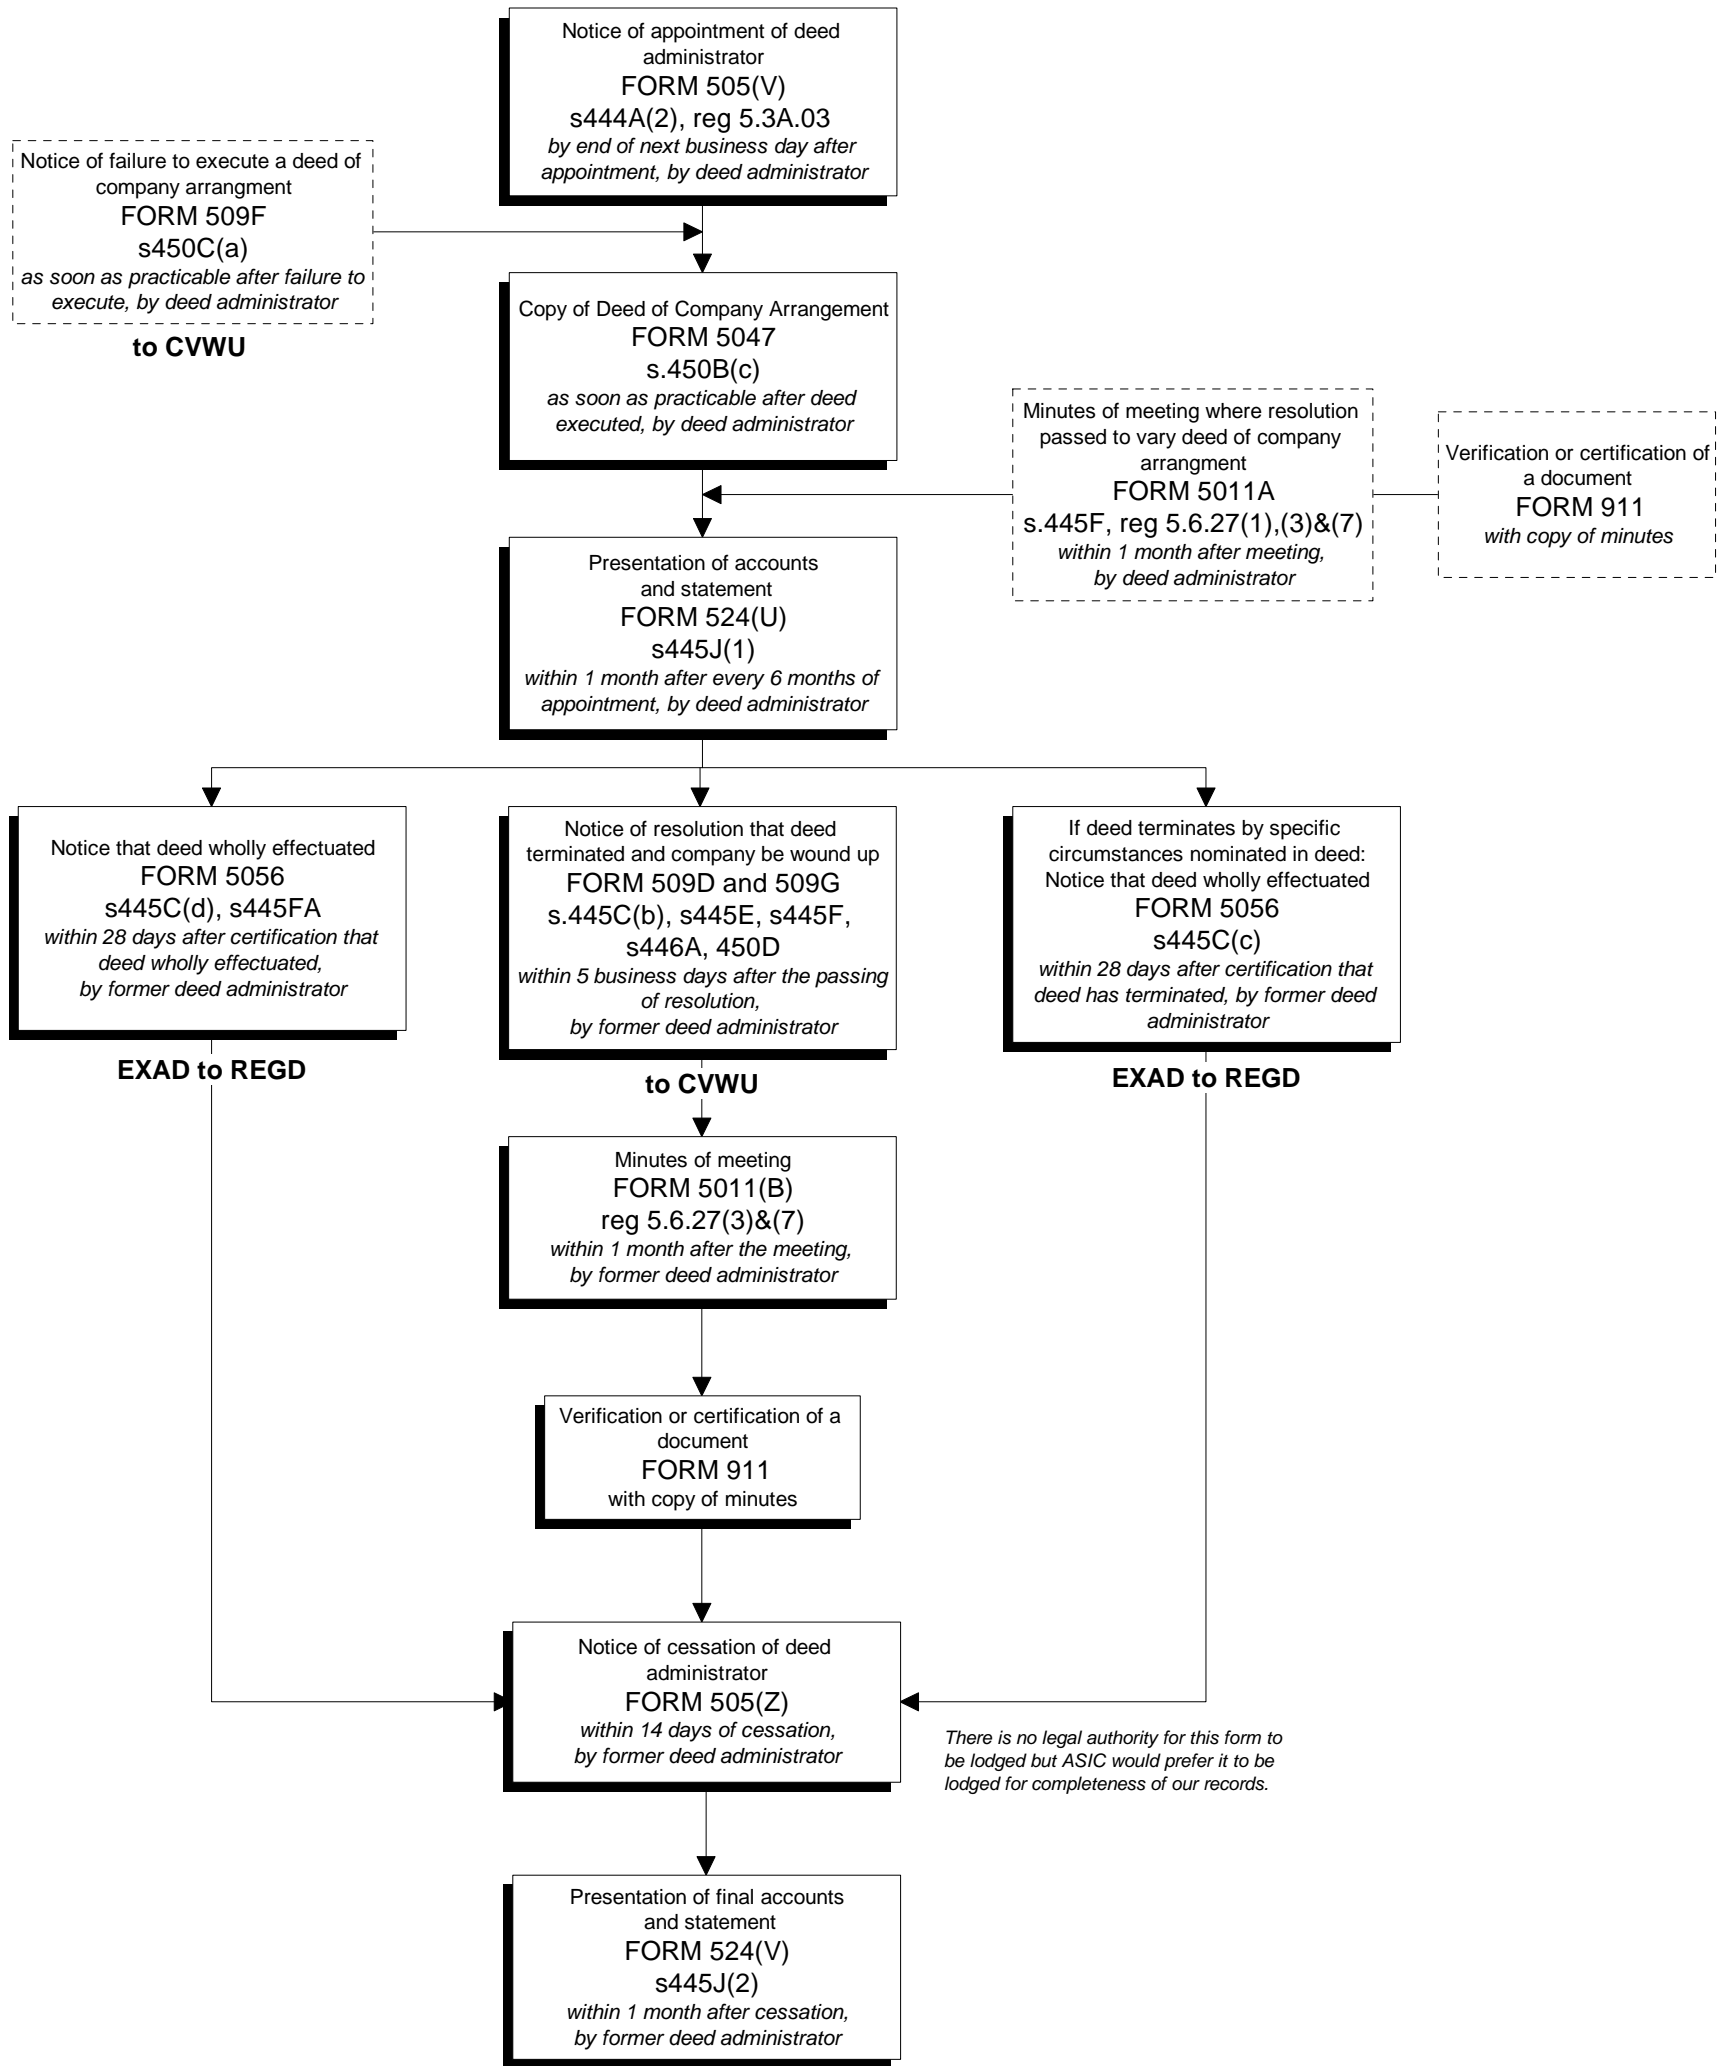 Notice of appointment of deed
administrator
FORM 505(V)
s444A(2), reg 5.3A.03
by end of next business day after
appointment, by deed administrator
Notice of failure to execute a deed of
company arrangment
FORM 509F
s450C(a)
as soon as practicable after failure to
execute, by deed administrator
to CVWU
Copy of Deed of Company Arrangement
FORM 5047
s.450B(c)
as soon as practicable after deed
executed, by deed administrator
Minutes of meeting where resolution
passed to vary deed of company
arrangment
FORM 5011A
s.445F, reg 5.6.27(1),(3)&(7)
within 1 month after meeting,
by deed administrator
Verification or certification of
a document
FORM 911
with copy of minutes
Presentation of accounts
and statement
FORM 524(U)
s445J(1)
within 1 month after every 6 months of
appointment, by deed administrator
Notice that deed wholly effectuated
FORM 5056
s445C(d), s445FA
within 28 days after certification that
deed wholly effectuated,
by former deed administrator
EXAD to REGD
Notice of resolution that deed
terminated and company be wound up
FORM 509D and 509G
s.445C(b), s445E, s445F,
s446A, 450D
within 5 business days after the passing
of resolution,
by former deed administrator
to CVWU
If deed terminates by specific
circumstances nominated in deed:
Notice that deed wholly effectuated
FORM 5056
s445C(c)
within 28 days after certification that
deed has terminated, by former deed
administrator
EXAD to REGD
Minutes of meeting
FORM 5011(B)
reg 5.6.27(3)&(7)
within 1 month after the meeting,
by former deed administrator
Verification or certification of a
document
FORM 911
with copy of minutes
Notice of cessation of deed
administrator
FORM 505(Z)
within 14 days of cessation,
by former deed administrator
There is no legal authority for this form to
be lodged but ASIC would prefer it to be
lodged for completeness of our records.
Presentation of final accounts
and statement
FORM 524(V)
s445J(2)
within 1 month after cessation,
by former deed administrator